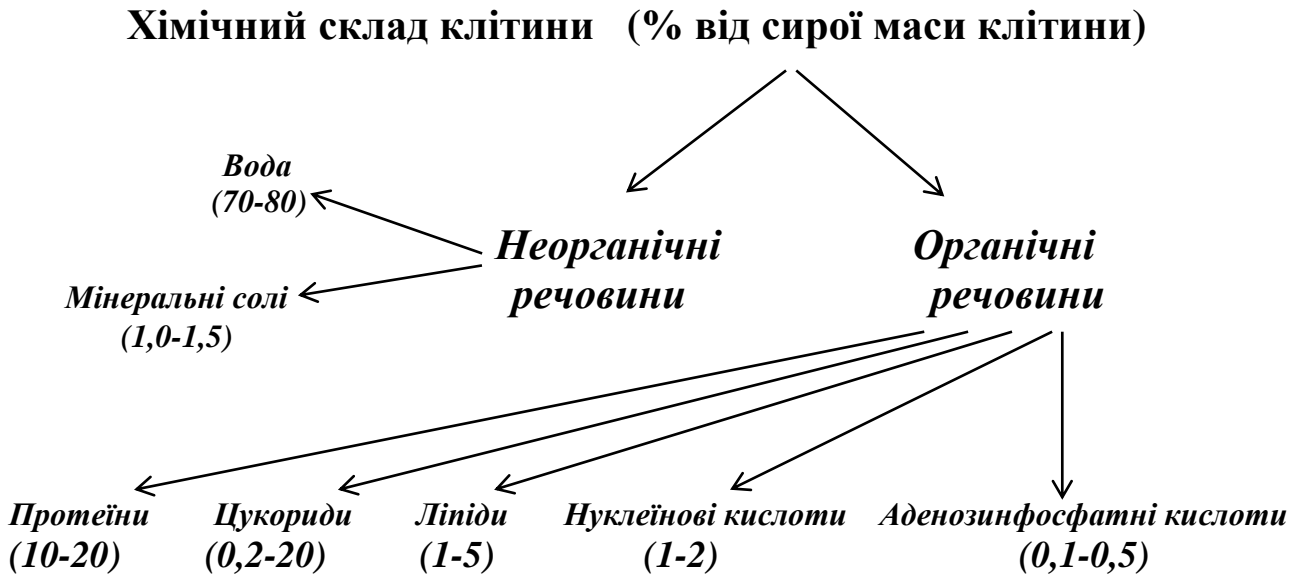 Хімічний склад клітини (% від сирої маси клітини)
Вода
(70-80)
Неорганічні
речовини
Органічні
речовини
Мінеральні солі
(1,0-1,5)
Протеїни
(10-20)
Цукориди
(0,2-20)
Ліпіди
(1-5)
Нуклеїнові кислоти
(1-2)
Аденозинфосфатні кислоти
(0,1-0,5)